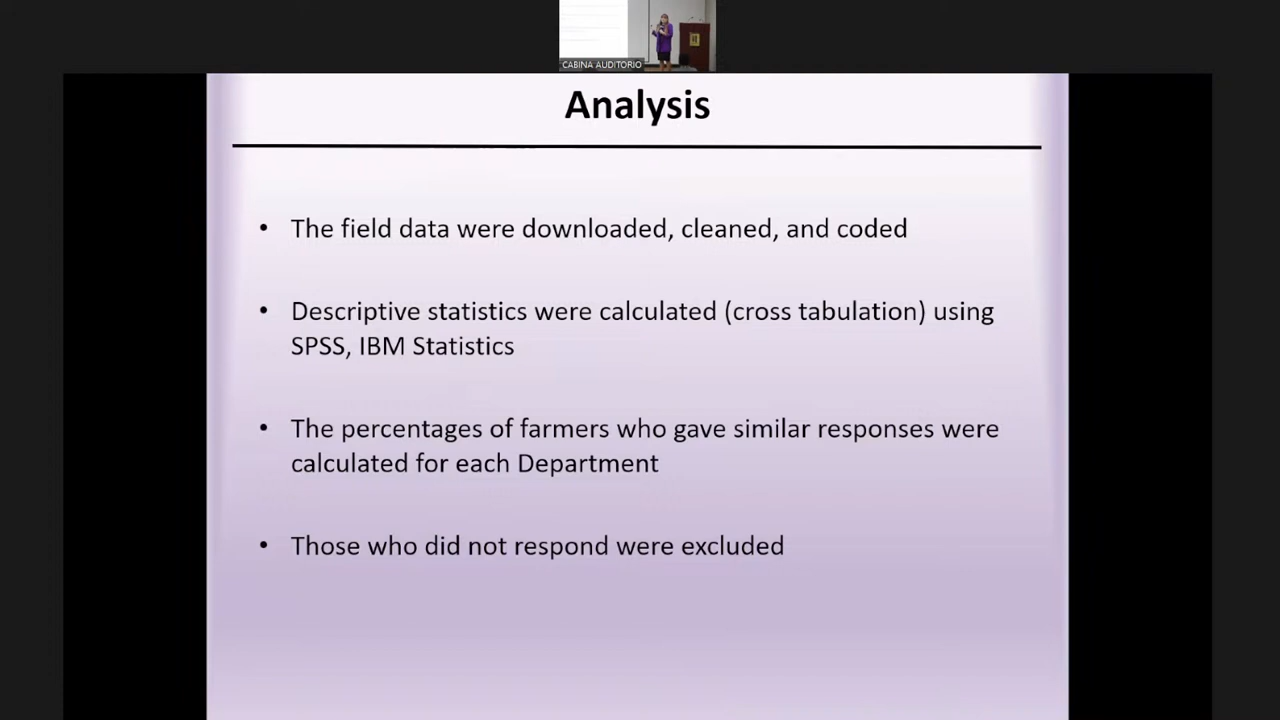 CABINA AUDITORIO
Analysis
• The field data were downloaded, cleaned, and coded
• Descriptive statistics were calculated (cross tabulation) using
SPSS, IBM Statistics
• The percentages of farmers who gave similar responses were
calculated for each Department
• Those who did not respond were excluded